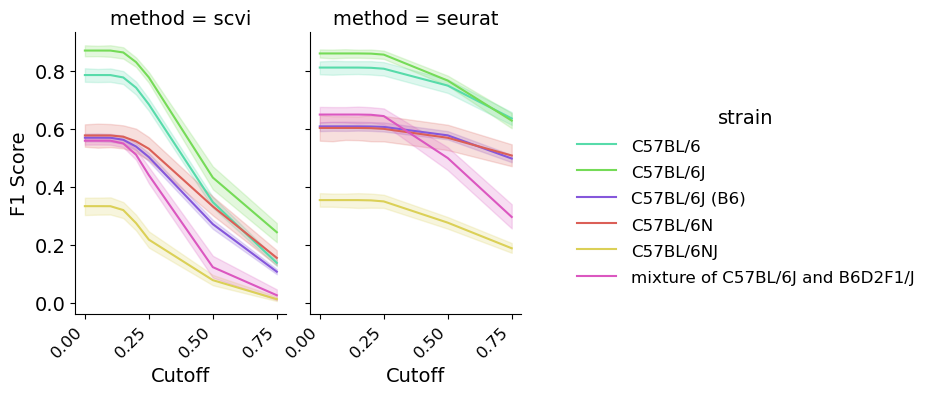 method = scvi
method = seurat
F1 Score
0.8
0.6
0.4
0.2
0.0
0.00
0.25
0.50
0.75
Cutoff
0.00
0.25
0.50
0.75
Cutoff
strain
C57BL/6
C57BL/6J
C57BL/6J (B6)
C57BL/6N
C57BL/6NJ
mixture of C57BL/6J and B6D2F1/J